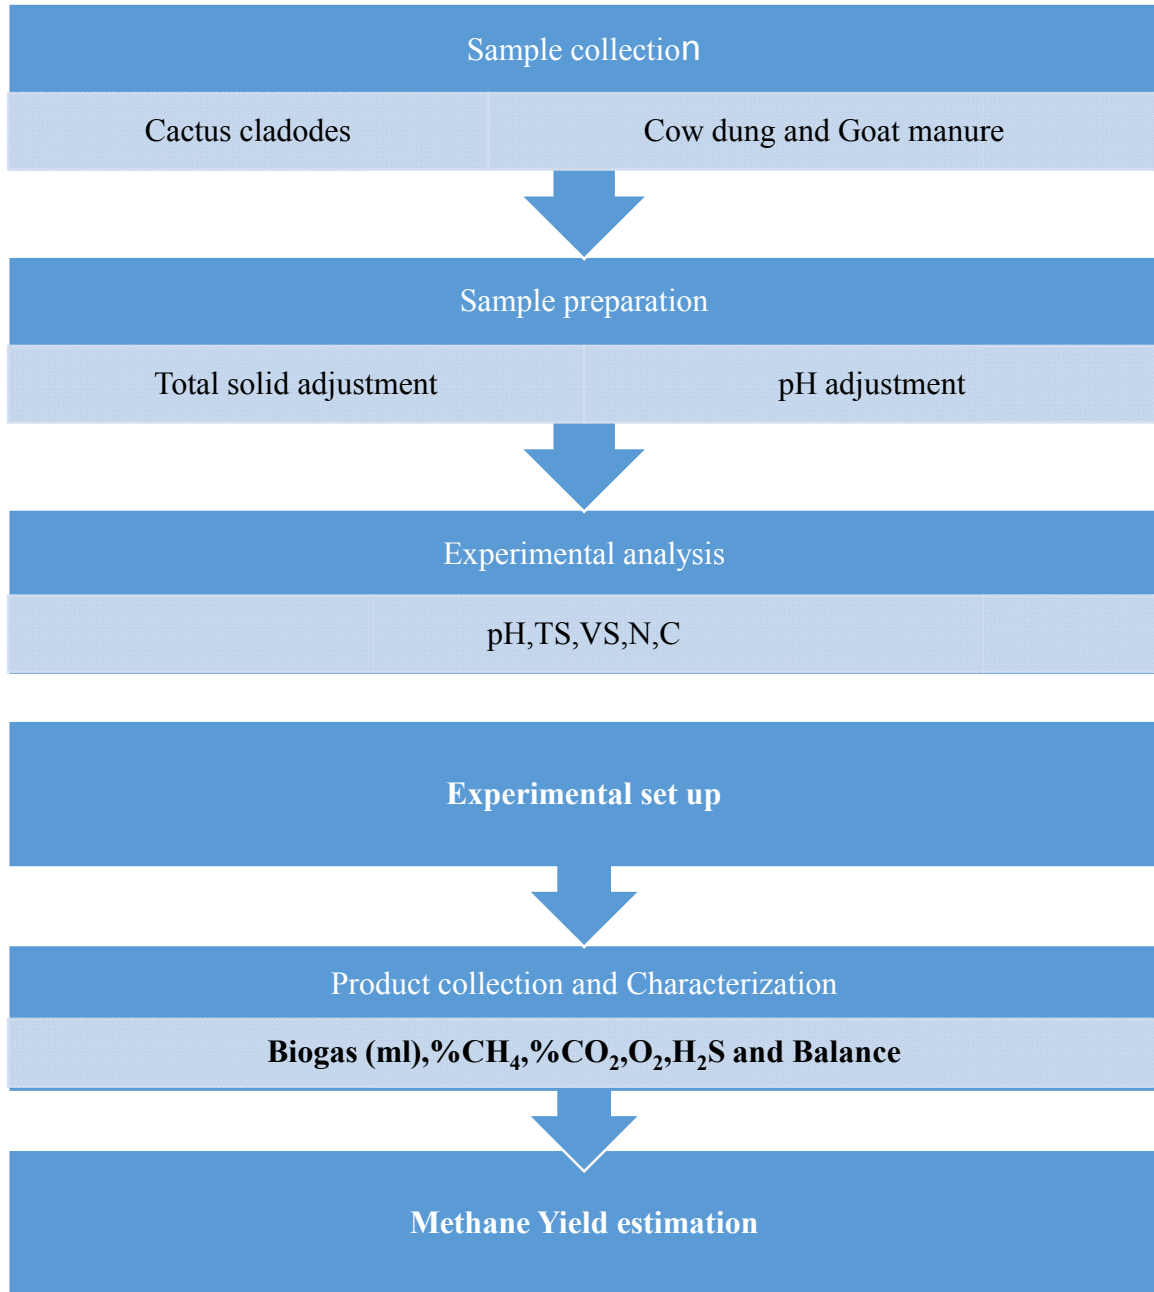 Sample collection
Cactus cladodes
Cow dung and Goat manure
Sample preparation
Total solid adjustment
pH adjustment
Experimental analysis
pH,TS,VS,N,C
Experimental set up
Product collection and Characterization
Biogas (ml),%CH₄,%CO₂,O₂,H₂S and Balance
Methane Yield estimation